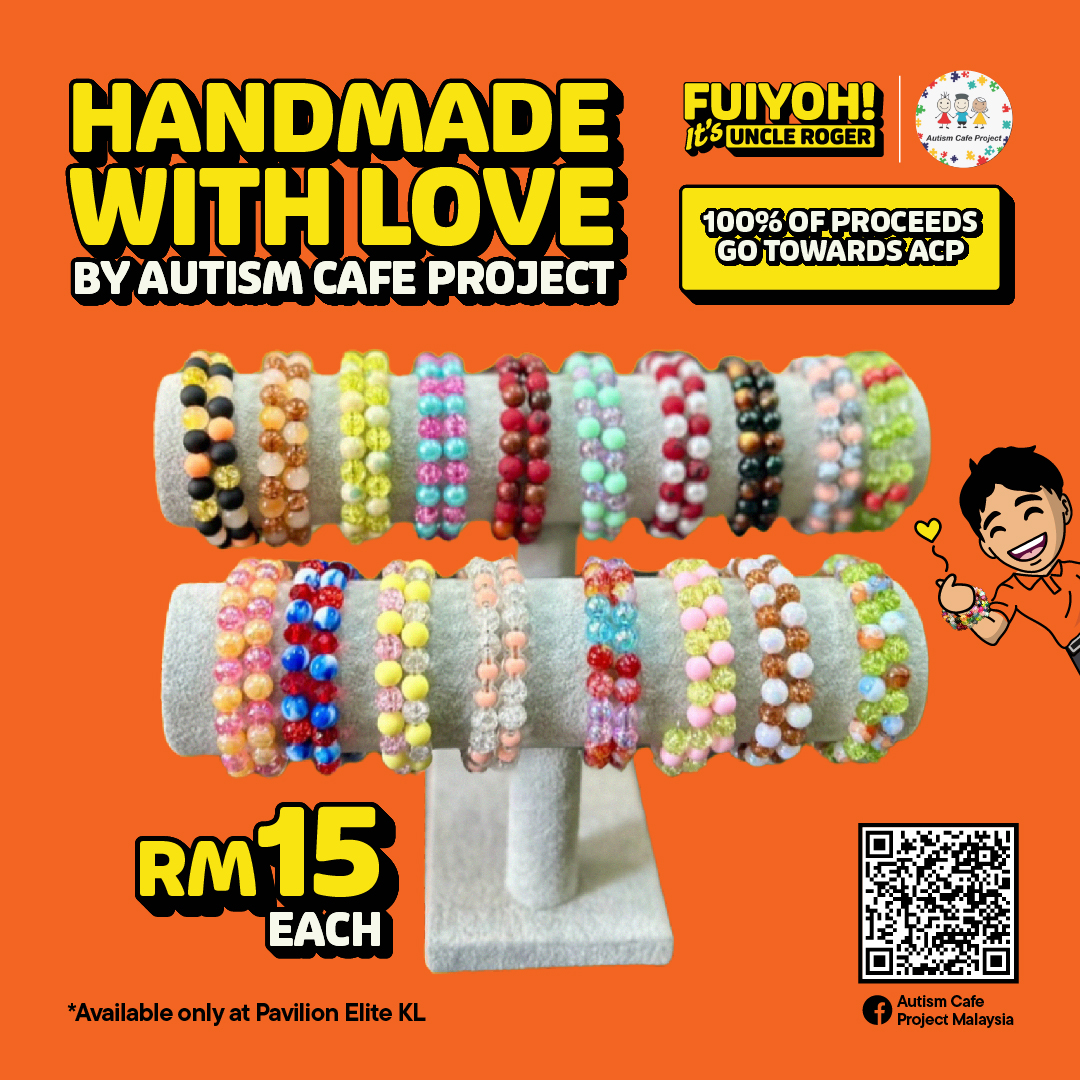 HANDMADE
WITH LOVE
BY AUTISM CAFE PROJECT
FUIYOH!
It's UNCLE ROGER
Autism Cafe Project
100% OF PROCEEDS
GO TOWARDS ACP
RM15
EACH
*Available only at Pavilion Elite KL
Autism Cafe
Project Malaysia